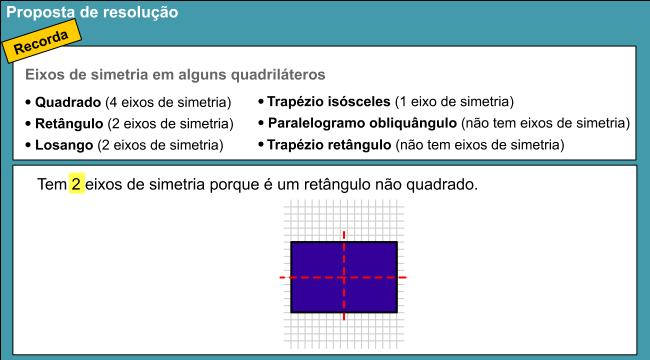 Proposta de resolução
Recorda
Eixos de simetria em alguns quadriláteros
• Quadrado (4 eixos de simetria)
• Retângulo (2 eixos de simetria)
• Losango (2 eixos de simetria)
• Trapézio isósceles (1 eixo de simetria)
• Paralelogramo obliquângulo (não tem eixos de simetria)
• Trapézio retângulo (não tem eixos de simetria)
Tem 2 eixos de simetria porque é um retângulo não quadrado.